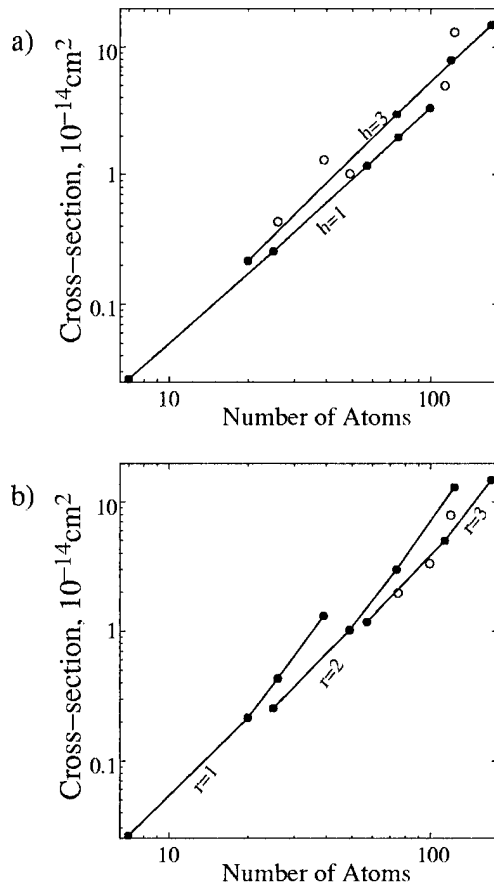 a)
Cross-section, 10⁻¹⁴cm²
10
1
0.1
h=3
h=1
10
100
Number of Atoms
b)
Cross-section, 10⁻¹⁴cm²
10
1
0.1
r=3
r=2
r=1
10
100
Number of Atoms